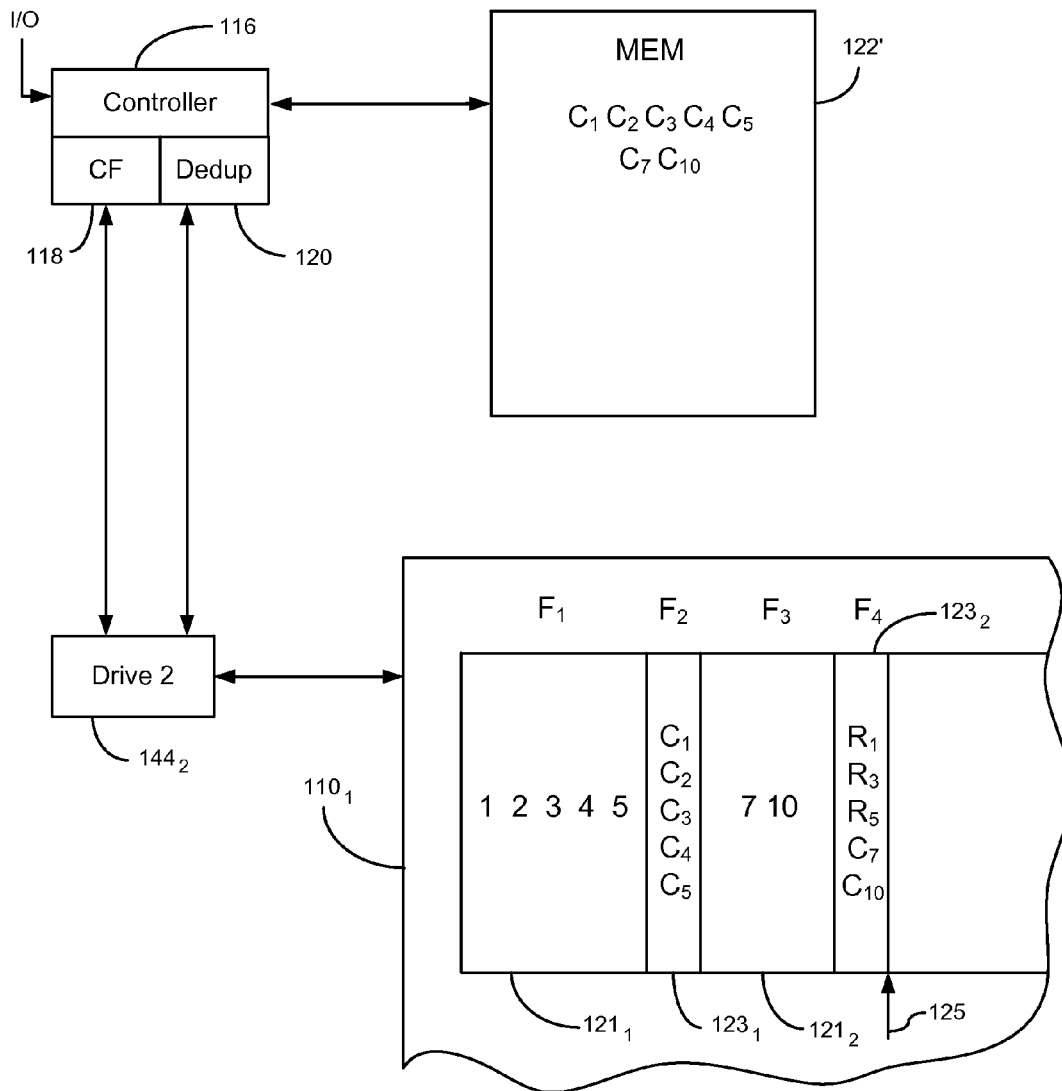 I/O
116
Controller
CF Dedup
118
120
MEM
C₁ C₂ C₃ C₄ C₅
C₇ C₁₀
122'
Drive 2
144₂
110₁
F₁ F₂ F₃ F₄
123₂
1 2 3 4 5
C₁
C₂
C₃
C₄
C₅
7 10
R₁
R₃
R₅
C₇
C₁₀
121₁
123₁
121₂
125